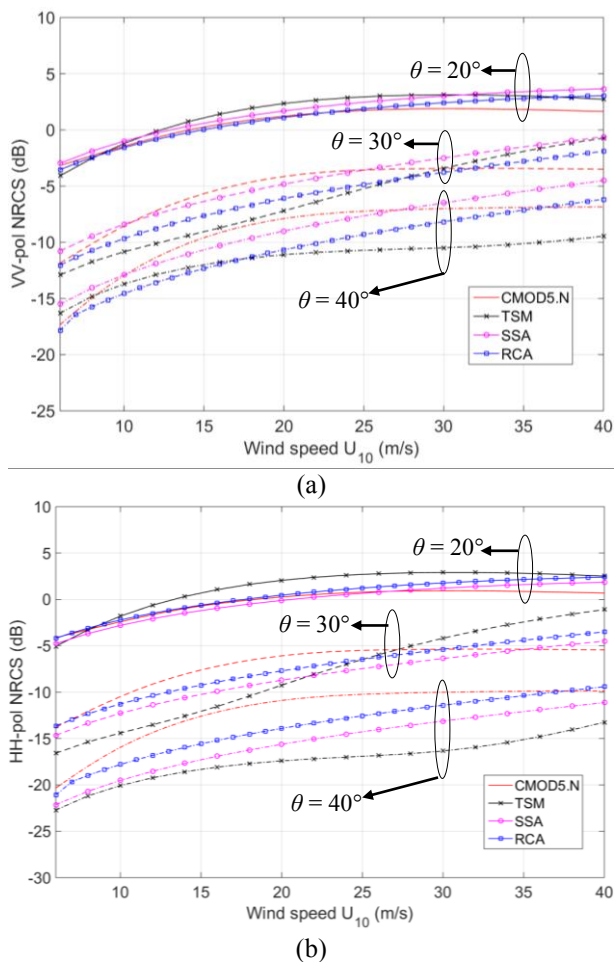 10
5
0
-5
-10
-15
-20
-25
VV-pol NRCS (dB)
θ = 20°
θ = 30°
θ = 40°
CMOD5.N
TSM
SSA
RCA
10 15 20 25 30 35 40
Wind speed U10 (m/s)
(a)
10
5
0
-5
-10
-15
-20
-25
-30
HH-pol NRCS (dB)
θ = 20°
θ = 30°
θ = 40°
CMOD5.N
TSM
SSA
RCA
10 15 20 25 30 35 40
Wind speed U10 (m/s)
(b)